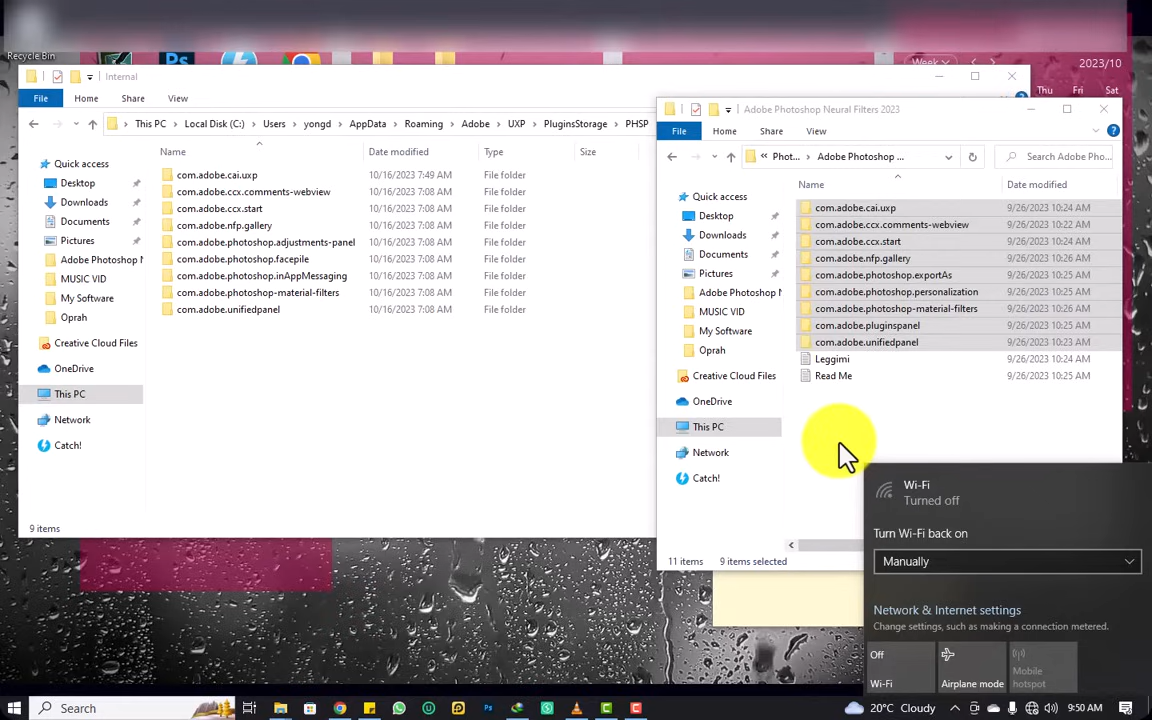 Recycle Bin
Week
2023/10
Thu Fri Sat
Internal
File Home Share View
This PC Local Disk (C:) Users yongd AppData Roaming Adobe UXP PluginsStorage PHSP
Name Date modified Type Size
Quick access
Desktop
Downloads
Documents
Pictures
Adobe Photoshop N
MUSIC VID
My Software
Oprah
Creative Cloud Files
OneDrive
This PC
Network
Catch!
com.adobe.cai.uxp 10/16/2023 7:49 AM File folder
com.adobe.ccx.comments-webview 10/16/2023 7:08 AM File folder
com.adobe.ccx.start 10/16/2023 7:08 AM File folder
com.adobe.nfp.gallery 10/16/2023 7:08 AM File folder
com.adobe.photoshop.adjustments-panel 10/16/2023 7:08 AM File folder
com.adobe.photoshop.facepile 10/16/2023 7:08 AM File folder
com.adobe.photoshop.inAppMessaging 10/16/2023 7:08 AM File folder
com.adobe.photoshop-material-filters 10/16/2023 7:08 AM File folder
com.adobe.unifiedpanel 10/16/2023 7:08 AM File folder
9 items
Adobe Photoshop Neural Filters 2023
File Home Share View
« Phot... Adobe Photoshop ... Search Adobe Pho...
Name Date modified
Quick access
Desktop
Downloads
Documents
Pictures
Adobe Photoshop N
MUSIC VID
My Software
Oprah
Creative Cloud Files
OneDrive
This PC
Network
Catch!
com.adobe.cai.uxp 9/26/2023 10:24 AM
com.adobe.ccx.comments-webview 9/26/2023 10:22 AM
com.adobe.ccx.start 9/26/2023 10:24 AM
com.adobe.nfp.gallery 9/26/2023 10:26 AM
com.adobe.photoshop.exportAs 9/26/2023 10:25 AM
com.adobe.photoshop.personalization 9/26/2023 10:25 AM
com.adobe.photoshop-material-filters 9/26/2023 10:26 AM
com.adobe.pluginspanel 9/26/2023 10:25 AM
com.adobe.unifiedpanel 9/26/2023 10:23 AM
Leggimi 9/26/2023 10:24 AM
Read Me 9/26/2023 10:25 AM
11 items 9 items selected
Wi-Fi
Turned off
Turn Wi-Fi back on
Manually
Network & Internet settings
Change settings, such as making a connection metered.
Off
Wi-Fi
Airplane mode
Mobile
hotspot
Search
20°C Cloudy
9:50 AM